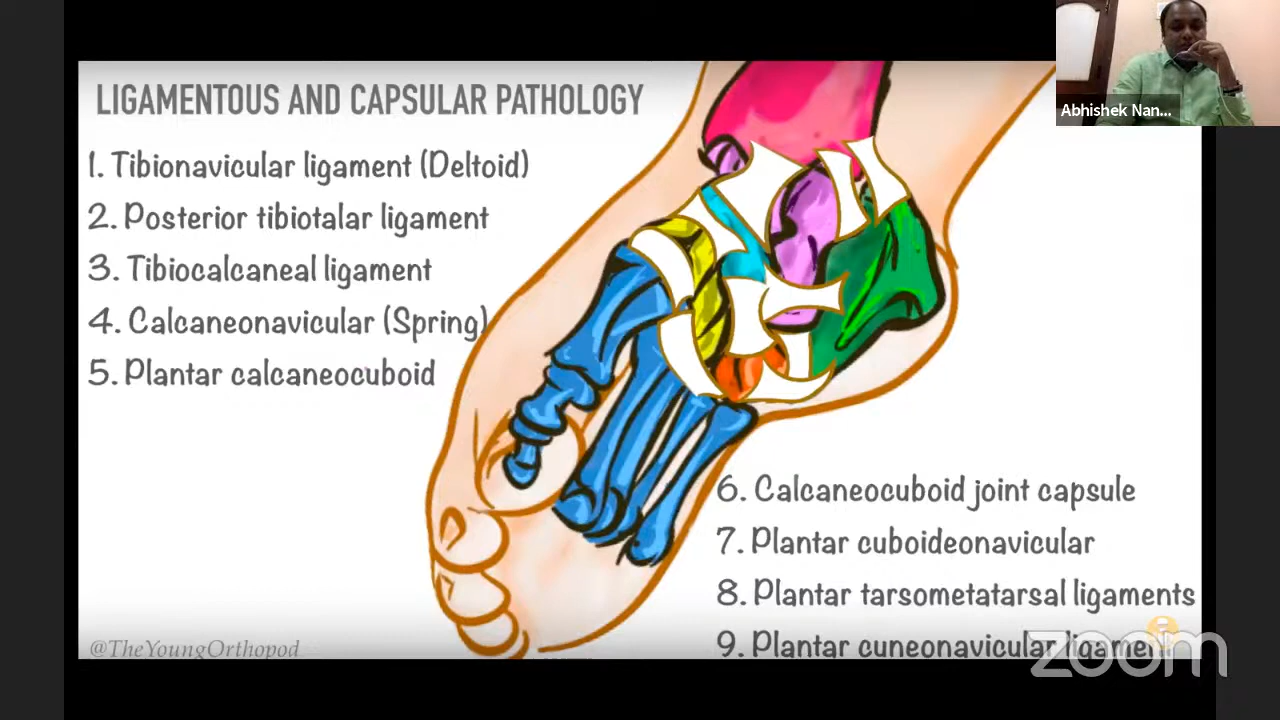 LIGAMENTOUS AND CAPSULAR PATHOLOGY
1. Tibionavicular ligament (Deltoid)
2. Posterior tibiotalar ligament
3. Tibiocalcaneal ligament
4. Calcaneonavicular (Spring)
5. Plantar calcaneocuboid
6. Calcaneocuboid joint capsule
7. Plantar cuboideonavicular
8. Plantar tarsometatarsal ligaments
9. Plantar cuneonavicular ligament
@TheYoungOrthopod
zoom
Abhishek Nan...